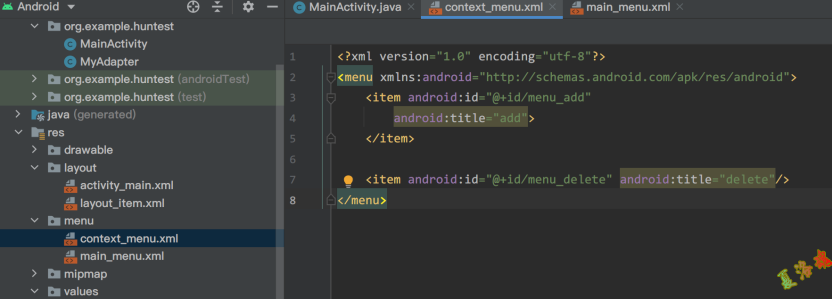 Android
MainActivity.java
context_menu.xml
main_menu.xml
org.example.huntest
MainActivity
MyAdapter
org.example.huntest (androidTest)
org.example.huntest (test)
java (generated)
res
drawable
layout
activity_main.xml
layout_item.xml
menu
context_menu.xml
main_menu.xml
mipmap
values
1 <?xml version="1.0" encoding="utf-8"?>
2 <menu xmlns:android="http://schemas.android.com/apk/res/android">
3 <item android:id="@+id/menu_add"
4 android:title="add">
5 </item>
6
7 <item android:id="@+id/menu_delete" android:title="delete"/>
8 </menu>